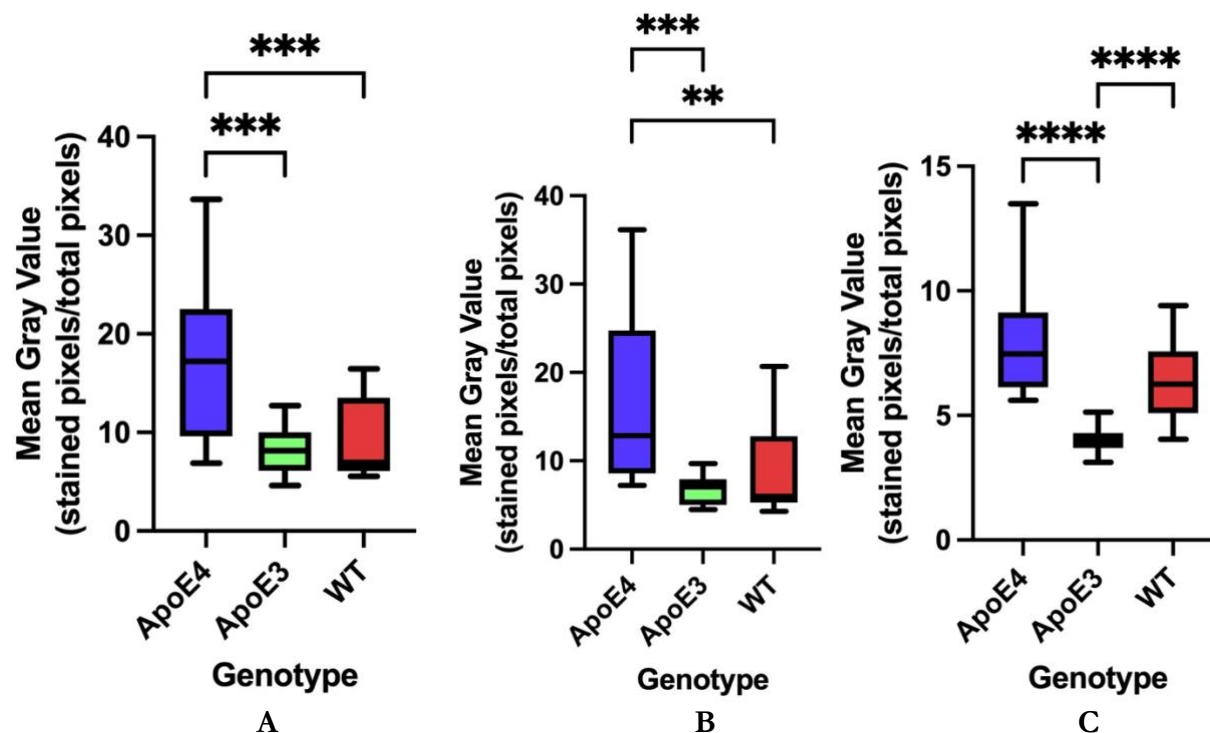 ***
***
Mean Gray Value
(stained pixels/total pixels)
40
30
20
10
0
ApoE4
ApoE3
WT
Genotype
A
***
**
Mean Gray Value
(stained pixels/total pixels)
40
30
20
10
0
ApoE4
ApoE3
WT
Genotype
B
****
****
Mean Gray Value
(stained pixels/total pixels)
15
10
5
0
ApoE4
ApoE3
WT
Genotype
C